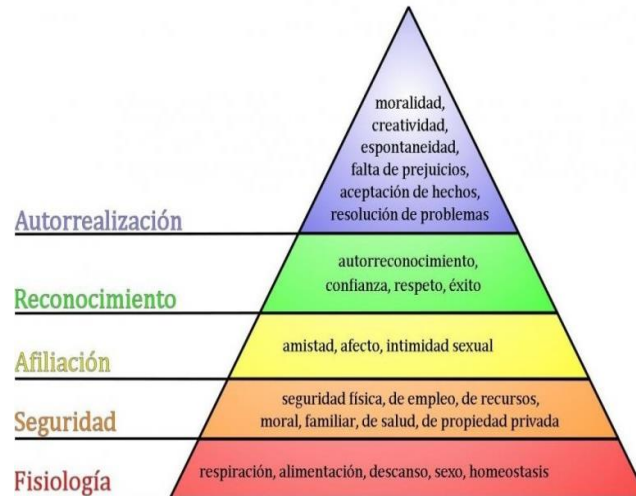 moralidad,
creatividad,
espontaneidad,
falta de prejuicios,
aceptación de hechos,
resolución de problemas
Autorrealización
autorreconocimiento,
confianza, respeto, éxito
Reconocimiento
amistad, afecto, intimidad sexual
Afiliación
seguridad física, de empleo, de recursos,
moral, familiar, de salud, de propiedad privada
Seguridad
respiración, alimentación, descanso, sexo, homeostasis
Fisiología